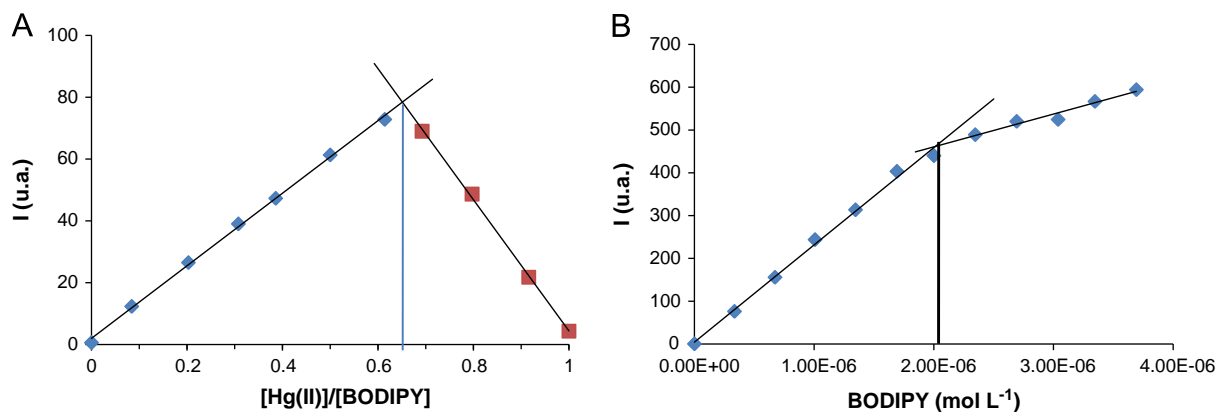 A
100
80
60
40
20
0
I (u.a.)
0 0.2 0.4 0.6 0.8 1
[Hg(II)]/[BODIPY]
B
700
600
500
400
300
200
100
0
I (u.a.)
0.00E+00 1.00E-06 2.00E-06 3.00E-06 4.00E-06
BODIPY (mol L⁻¹)